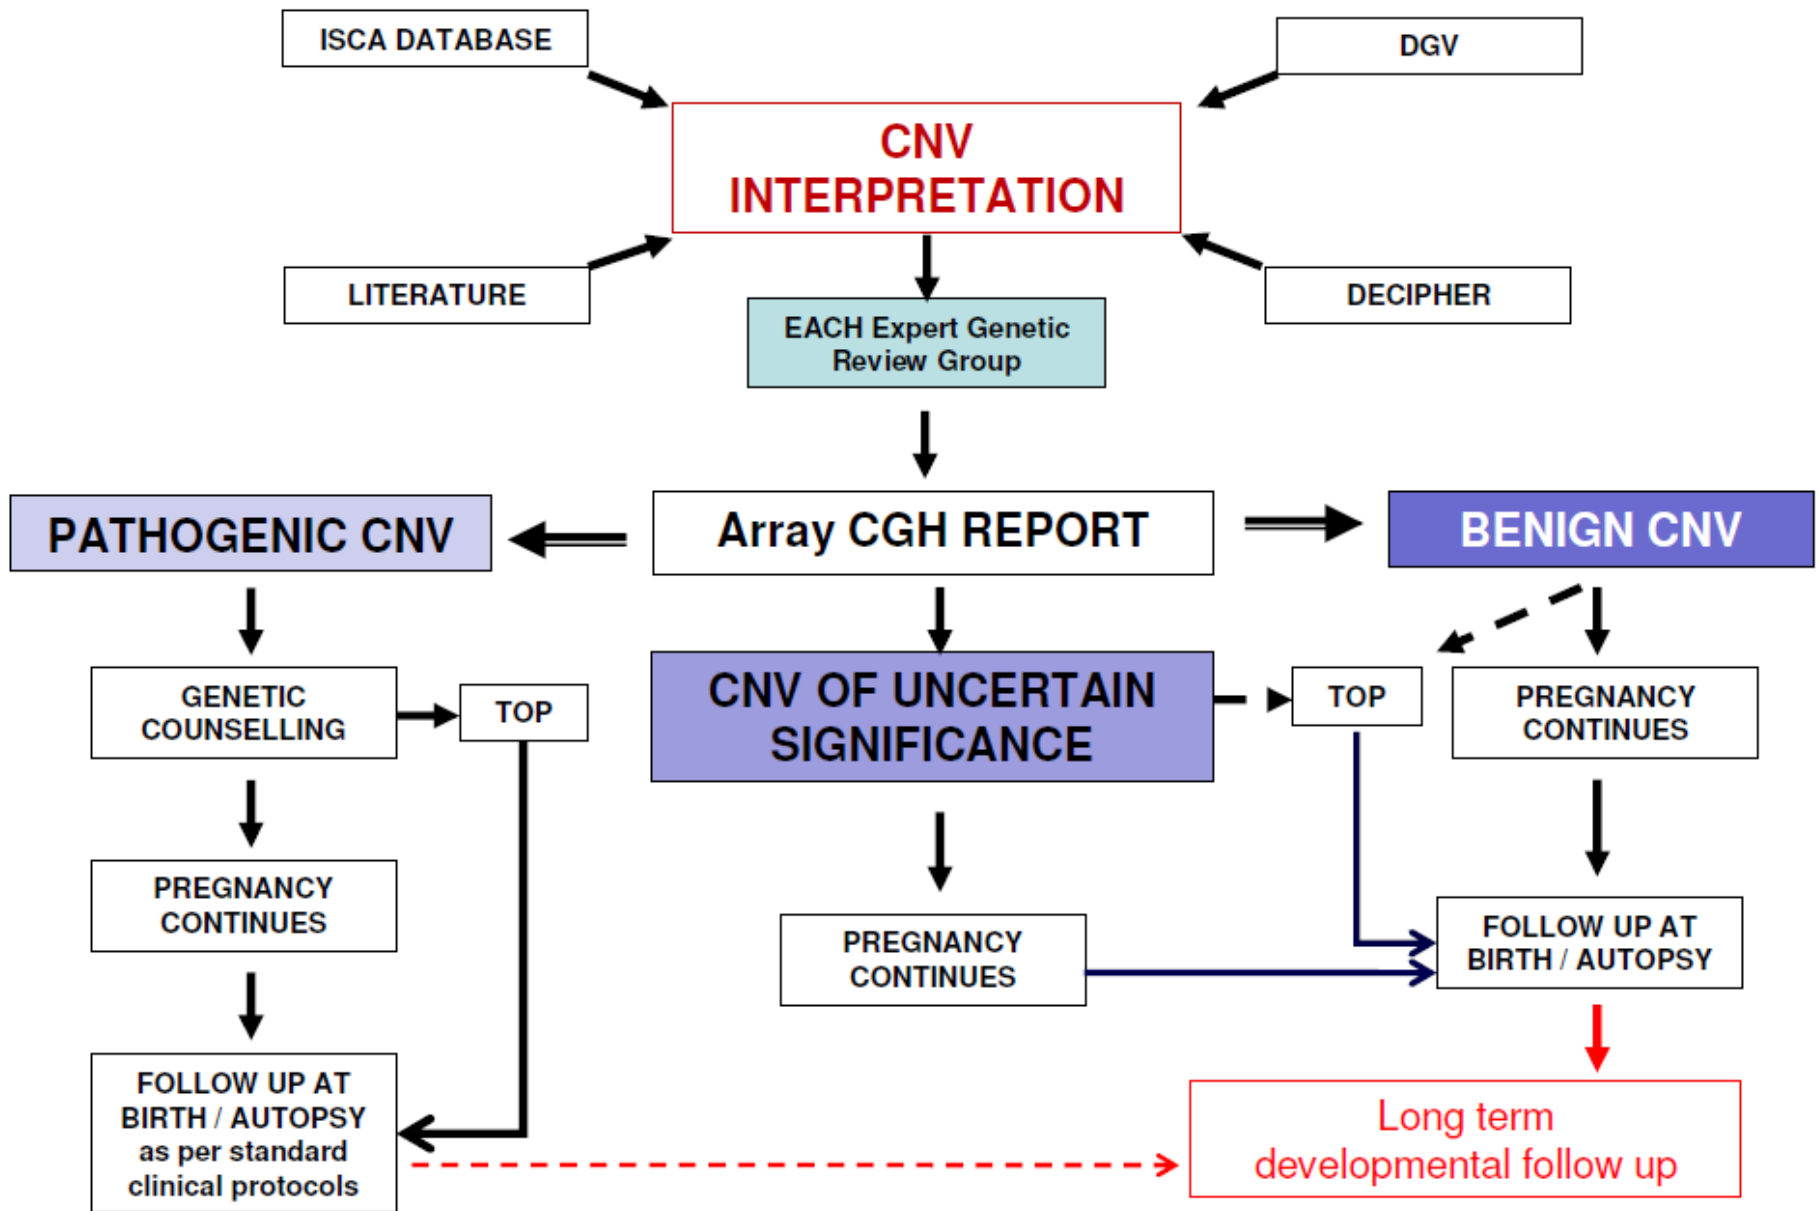 ISCA DATABASE
DGV
CNV
INTERPRETATION
LITERATURE
DECIPHER
EACH Expert Genetic
Review Group
PATHOGENIC CNV
Array CGH REPORT
BENIGN CNV
GENETIC
COUNSELLING
TOP
CNV OF UNCERTAIN
SIGNIFICANCE
TOP
PREGNANCY
CONTINUES
PREGNANCY
CONTINUES
PREGNANCY
CONTINUES
FOLLOW UP AT
BIRTH / AUTOPSY
FOLLOW UP AT
BIRTH / AUTOPSY
as per standard
clinical protocols
Long term
developmental follow up